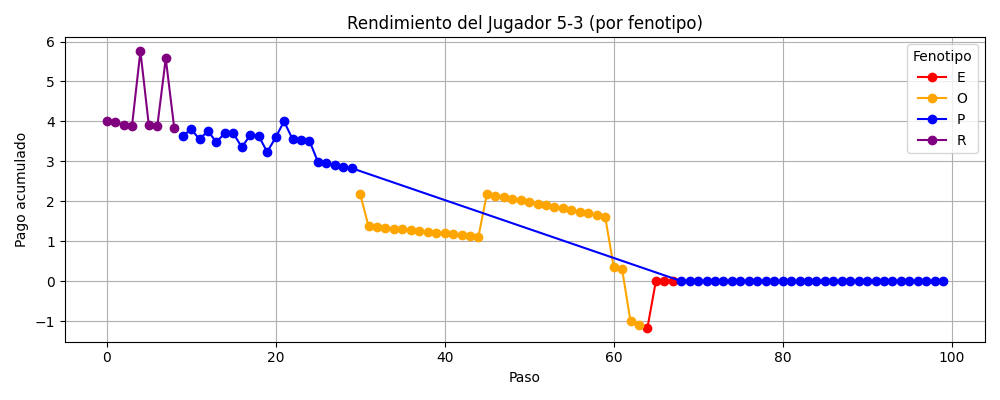 Rendimiento del Jugador 5-3 (por fenotipo)
Pago acumulado
6
5
4
3
2
1
0
−1
Fenotipo
E
O
P
R
0 20 40 60 80 100
Paso